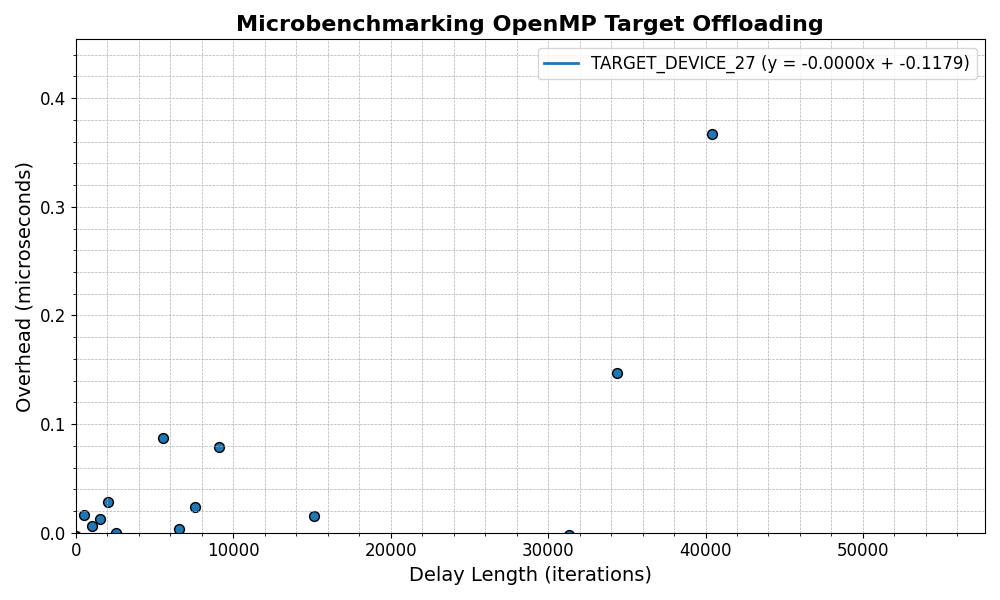 Microbenchmarking OpenMP Target Offloading
TARGET_DEVICE_27 (y = -0.0000x + -0.1179)
Overhead (microseconds)
0.4
0.3
0.2
0.1
0.0
0 10000 20000 30000 40000 50000
Delay Length (iterations)